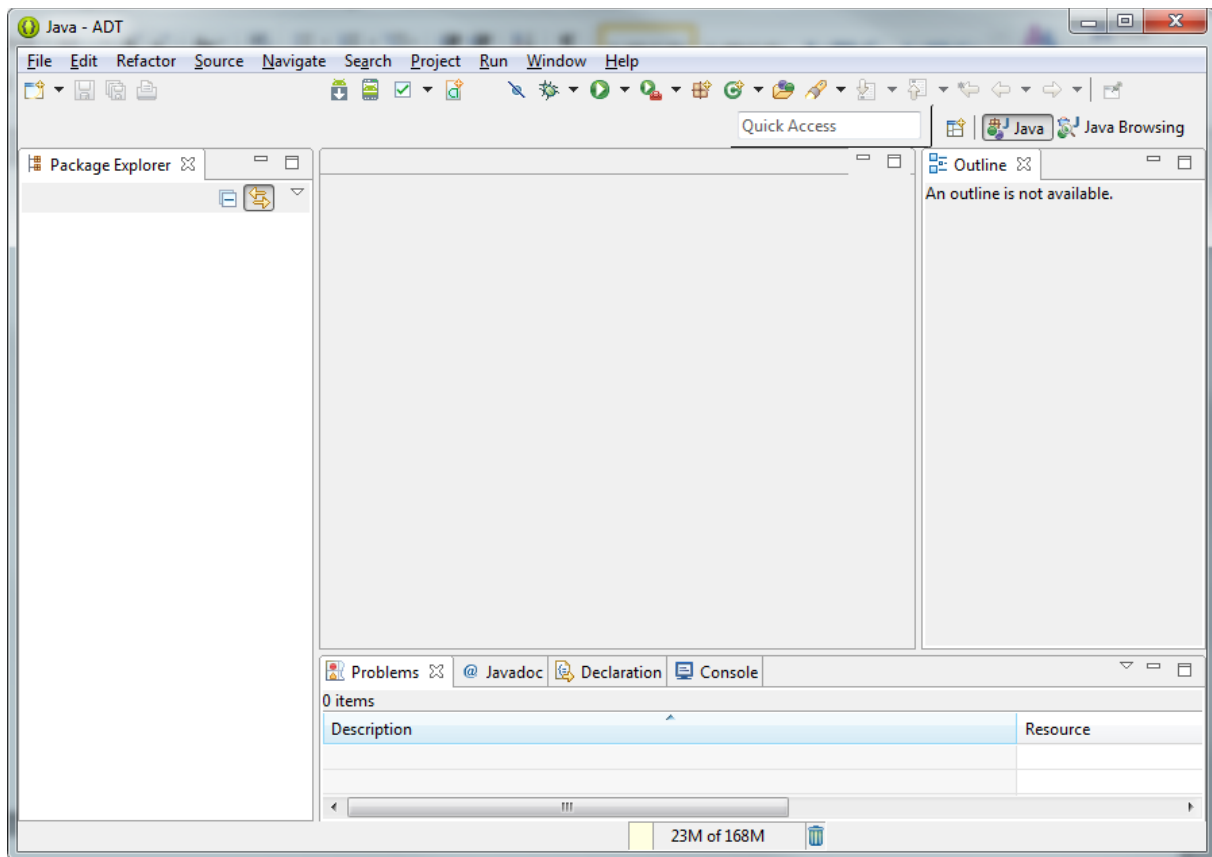 Java - ADT
File Edit Refactor Source Navigate Search Project Run Window Help
Quick Access
Java
Java Browsing
Package Explorer
Outline
An outline is not available.
Problems
@ Javadoc
Declaration
Console
0 items
Description
Resource
23M of 168M